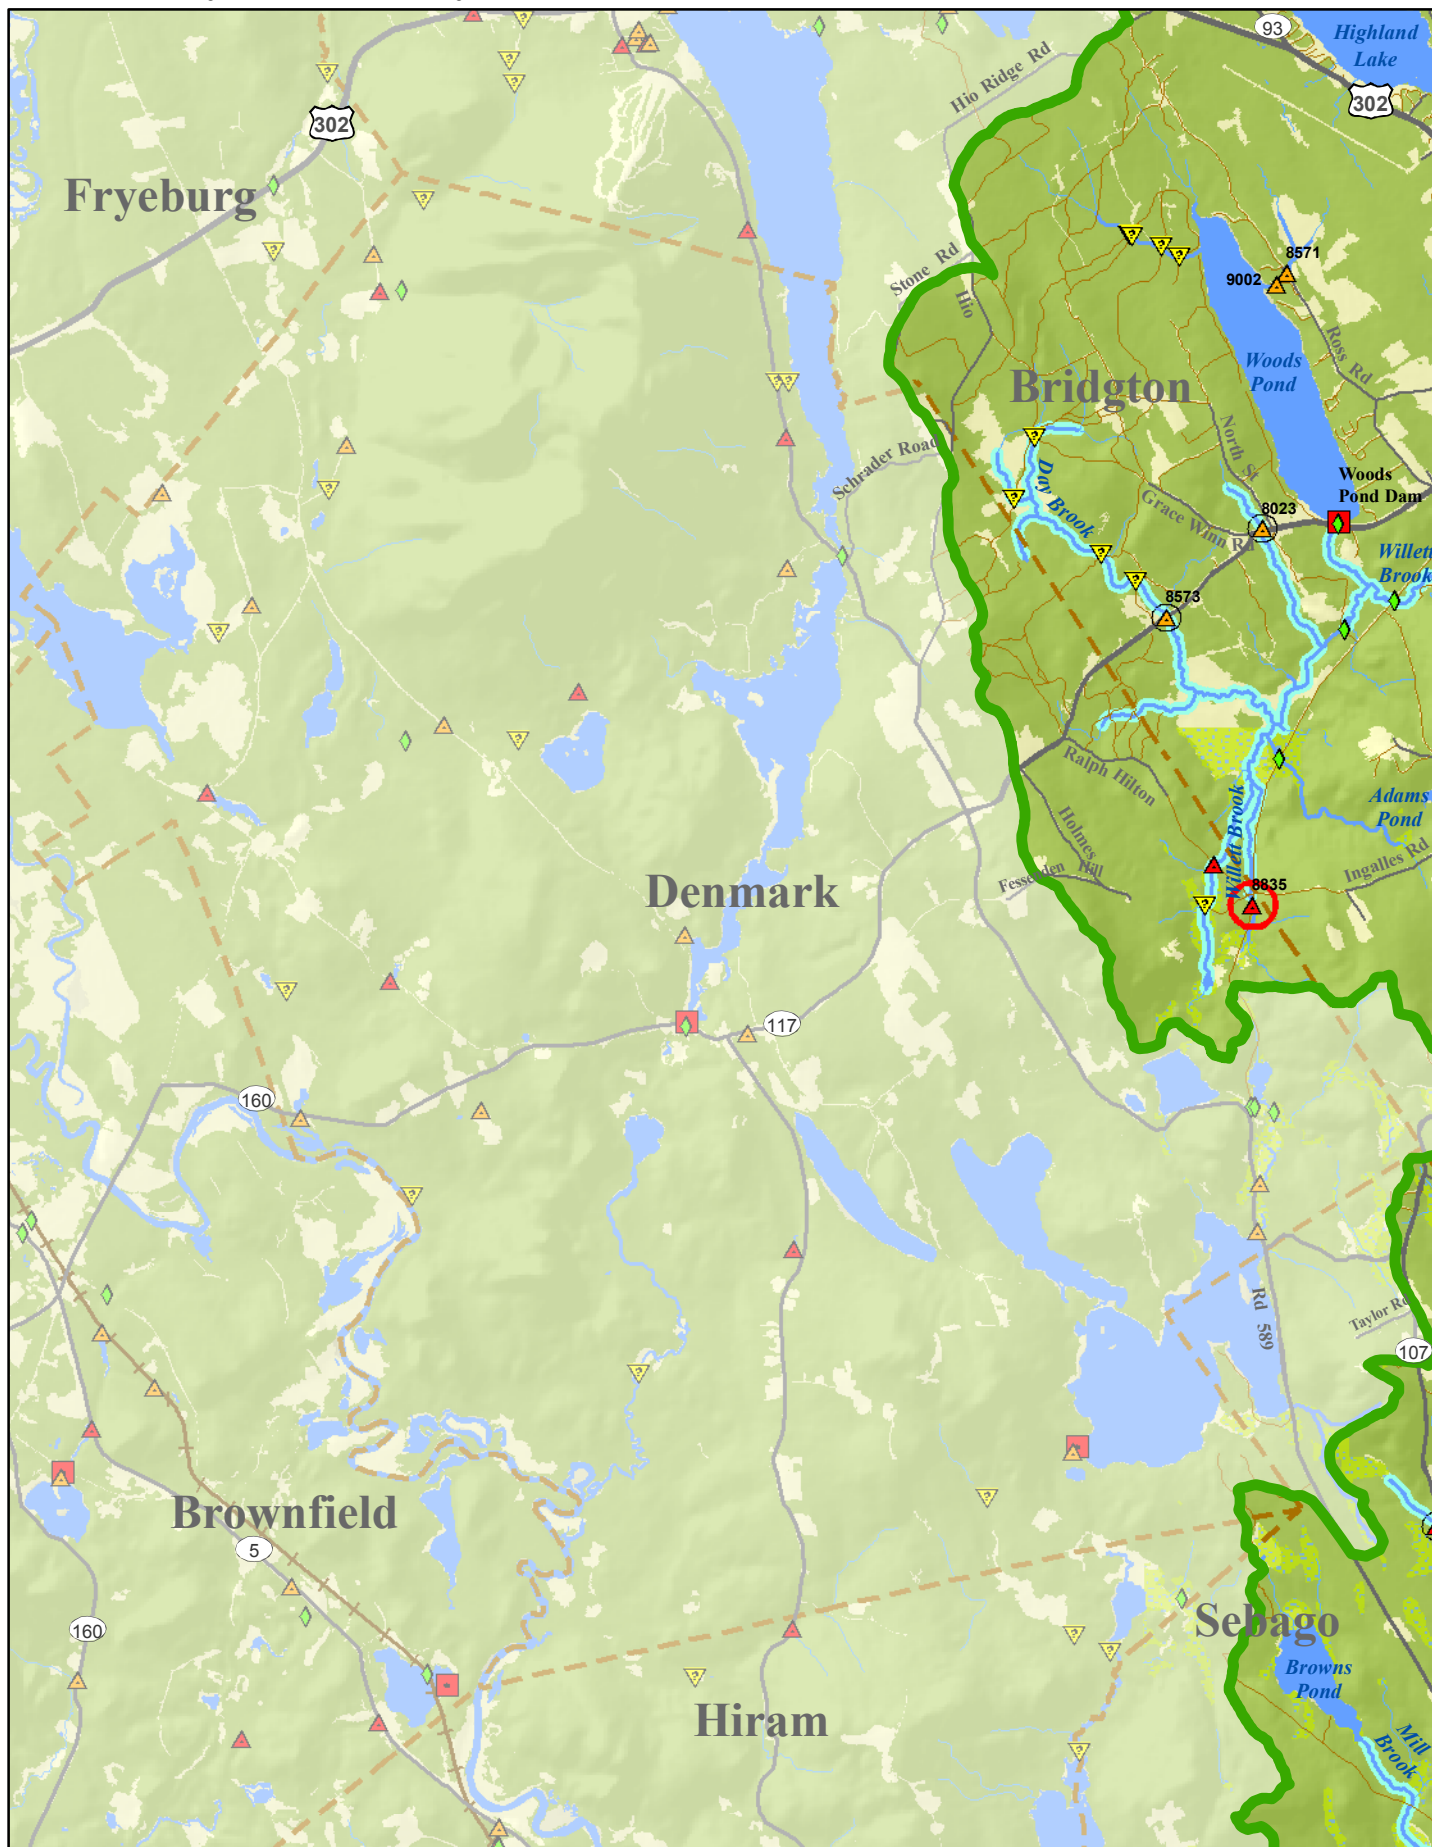 93
Highland
Lake
Hio Ridge Rd
302
302
Fryeburg
8571
9002
Stone Rd
Hio
Ross Rd
Woods
Pond
Bridgton
North St
Schrader Road
Day Brook
Grace Winn Rd
Woods
Pond Dam
8023
Willett
Brook
8573
Ralph Hilton
Holmes
Adams
Pond
Willett Brook
Ingalles Rd
Fessenden Hill
Denmark
8835
117
160
Rd 589
Taylor Rd
107
Brownfield
5
160
Sebago
Browns
Pond
Hiram
Mill
Brook